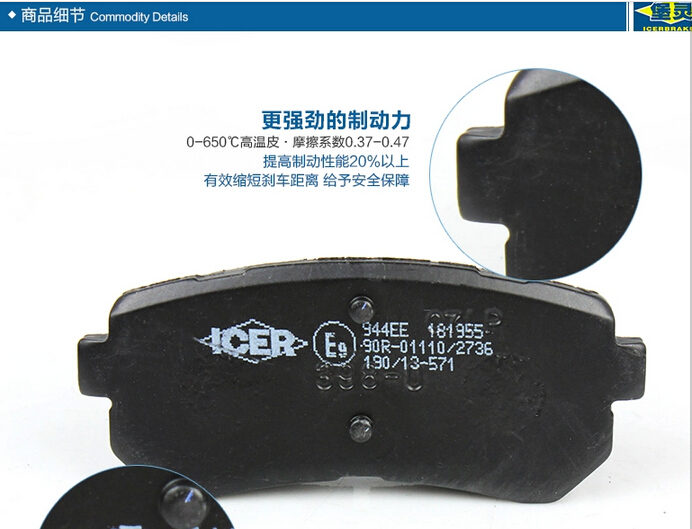 商品细节 Commodity Details
堡灵
ICERBRAKE
更强劲的制动力
0-650℃高温皮·摩擦系数0.37-0.47
提高制动性能20%以上
有效缩短刹车距离 给予安全保障
ICER
E9
944EE 181955
90R-01110/2736
190/13-571